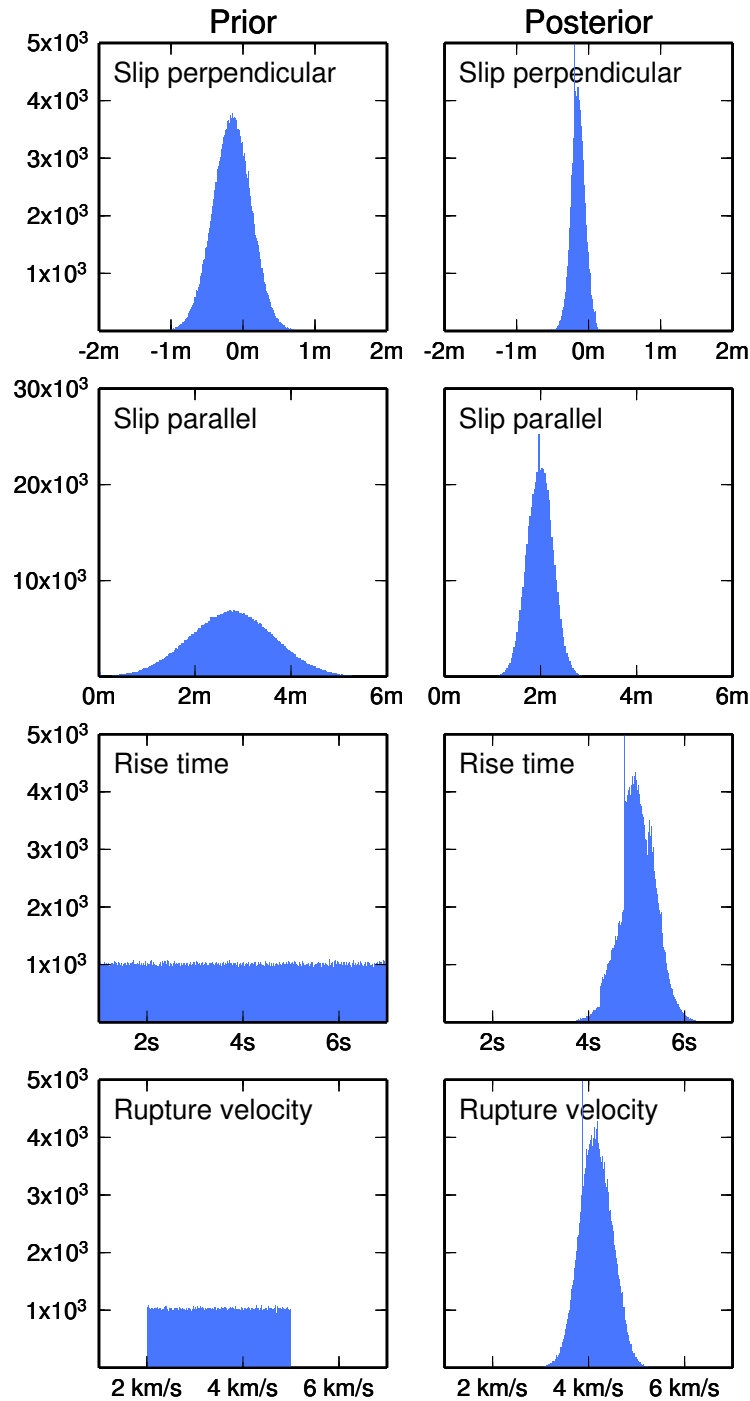 Prior Posterior
5x10³
Slip perpendicular Slip perpendicular
4x10³
3x10³
2x10³
1x10³
-2m -1m 0m 1m 2m -2m -1m 0m 1m 2m
30x10³
Slip parallel Slip parallel
20x10³
10x10³
0m 2m 4m 6m 0m 2m 4m 6m
5x10³
Rise time Rise time
4x10³
3x10³
2x10³
1x10³
2s 4s 6s 2s 4s 6s
5x10³
Rupture velocity Rupture velocity
4x10³
3x10³
2x10³
1x10³
2 km/s 4 km/s 6 km/s 2 km/s 4 km/s 6 km/s